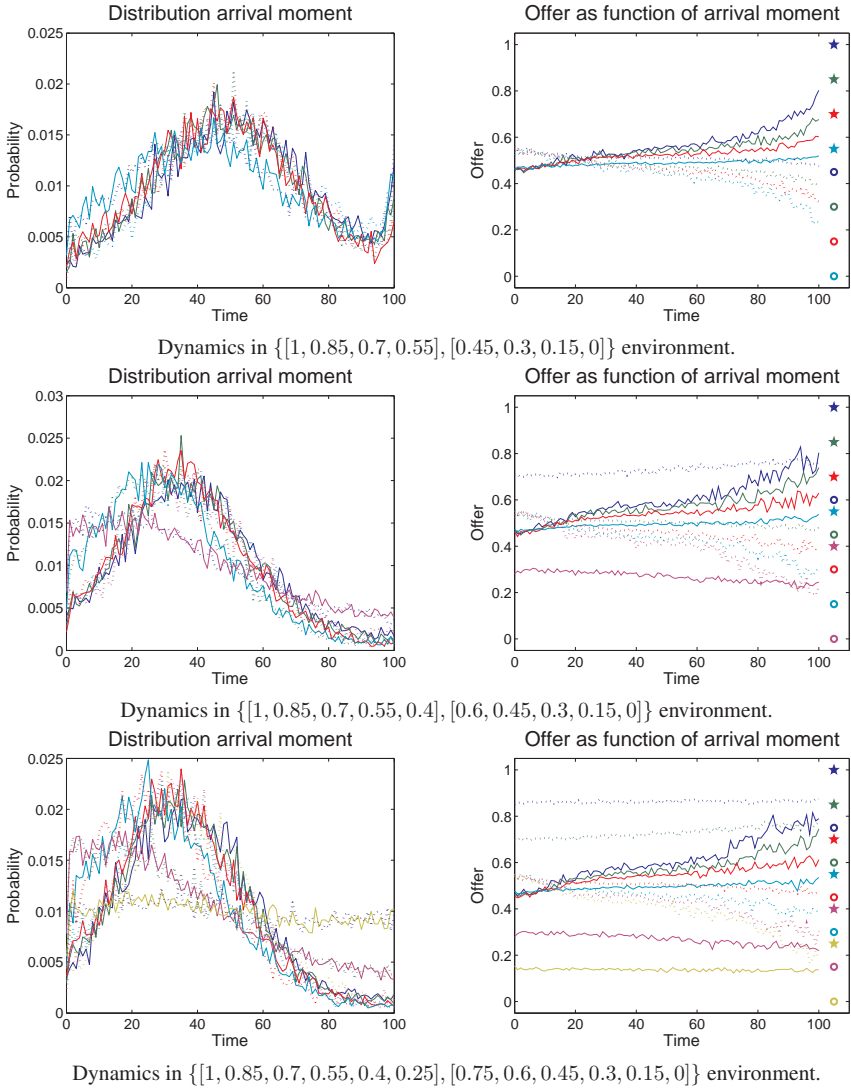 Distribution arrival moment
0.025
0.02
0.015
0.01
0.005
0
Probability
0 20 40 60 80 100
Time
Offer as function of arrival moment
1
0.8
0.6
0.4
0.2
0
Offer
0 20 40 60 80 100
Time
Dynamics in {[1, 0.85, 0.7, 0.55], [0.45, 0.3, 0.15, 0]} environment.
Distribution arrival moment
0.03
0.025
0.02
0.015
0.01
0.005
0
Probability
0 20 40 60 80 100
Time
Offer as function of arrival moment
1
0.8
0.6
0.4
0.2
0
Offer
0 20 40 60 80 100
Time
Dynamics in {[1, 0.85, 0.7, 0.55, 0.4], [0.6, 0.45, 0.3, 0.15, 0]} environment.
Distribution arrival moment
0.025
0.02
0.015
0.01
0.005
0
Probability
0 20 40 60 80 100
Time
Offer as function of arrival moment
1
0.8
0.6
0.4
0.2
0
Offer
0 20 40 60 80 100
Time
Dynamics in {[1, 0.85, 0.7, 0.55, 0.4, 0.25], [0.75, 0.6, 0.45, 0.3, 0.15, 0]} environment.